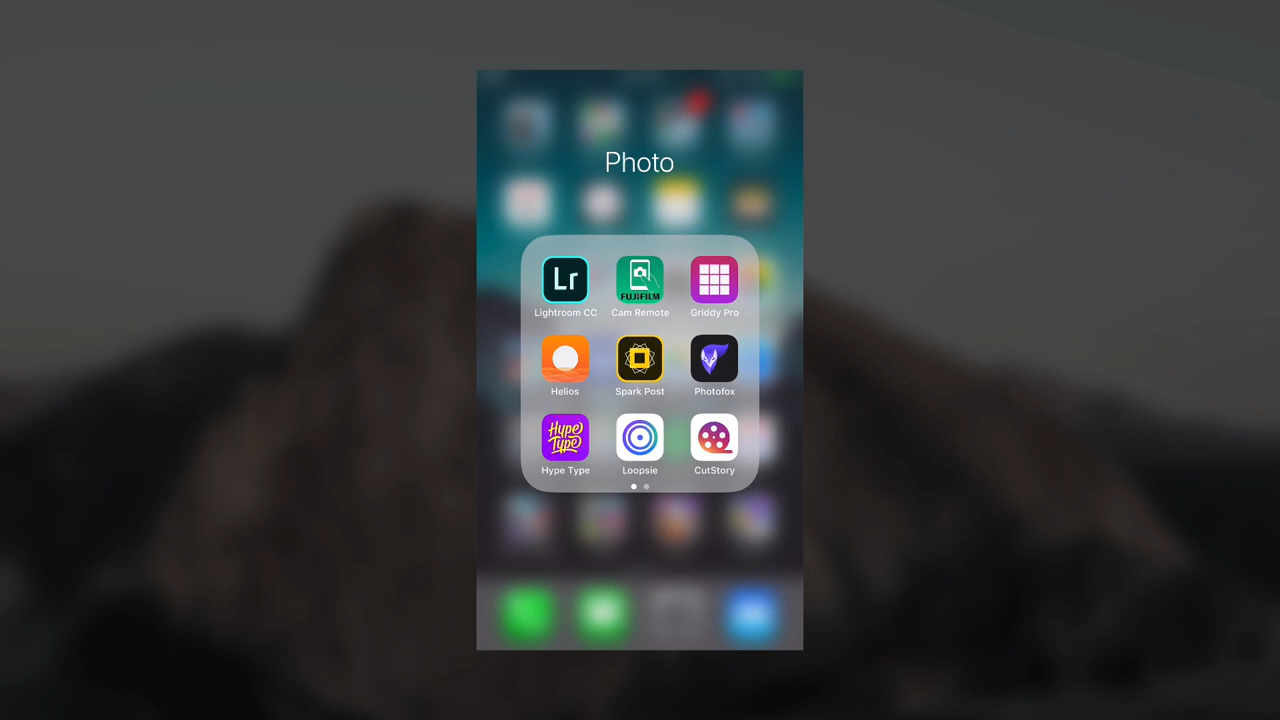 Photo
Lr
FUJIFILM
Lightroom CC
Cam Remote
Griddy Pro
Helios
Spark Post
Photofox
Hype
Type
Hype Type
Loopsie
CutStory